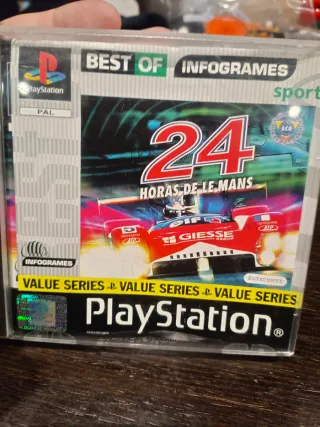 BEST OF INFOGRAMES
PlayStation
sport
PAL
24
HORAS DE LE MANS
GIESSE
INFOGRAMES
VALUE SERIES VALUE SERIES VALUE SERIES
PlayStation®